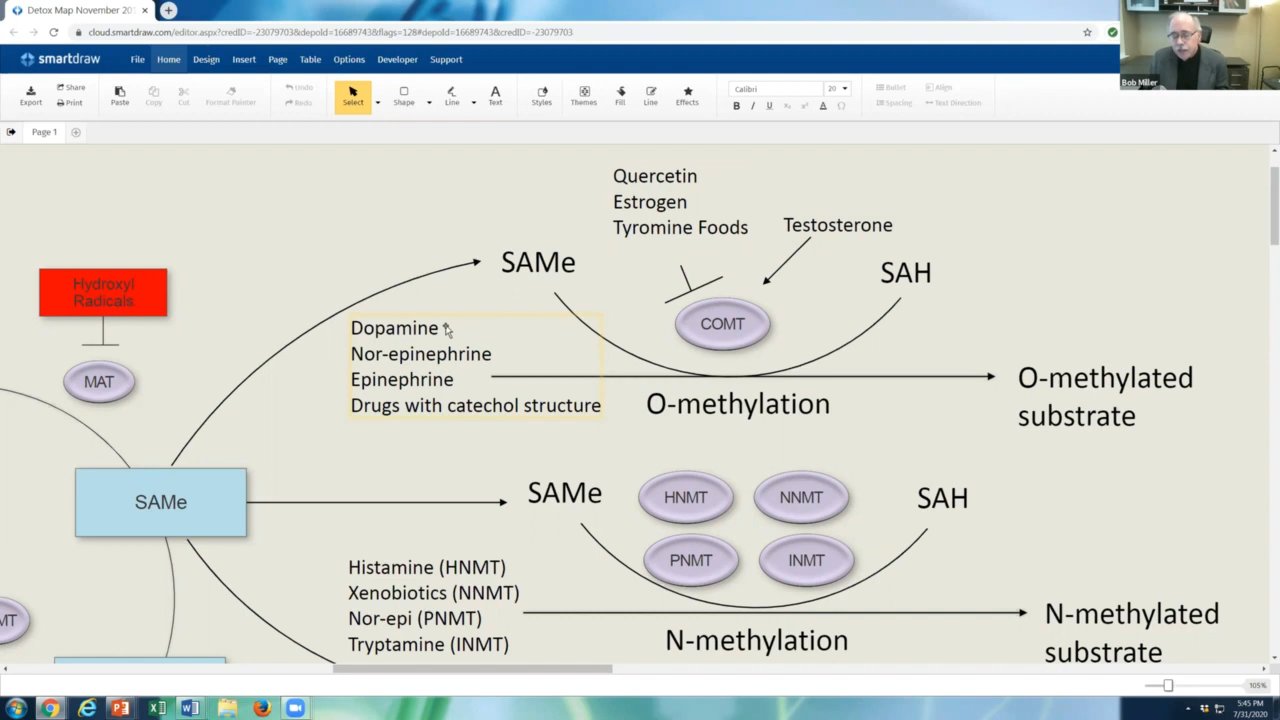 Detox Map November 201
cloud.smartdraw.com/editor.aspx?credID=-23079703&depoId=16689743&flags=128#depoId=16689743&credID=-23079703
Bob Miller
smartdraw
File Home Design Insert Page Table Options Developer Support
Export Share Print Paste Copy Cut Format Painter Undo Redo Select Shape Line Text Styles Themes Fill Line Effects Calibri 20 Bullet Align
B I U Spacing Text Direction
Page 1
Quercetin
Estrogen
Tyromine Foods
Testosterone
SAMe
SAH
Hydroxyl
Radicals
COMT
Dopamine
Nor-epinephrine
Epinephrine
Drugs with catechol structure
MAT
O-methylation
O-methylated
substrate
SAMe
SAMe
HNMT
NNMT
SAH
PNMT
INMT
Histamine (HNMT)
Xenobiotics (NNMT)
Nor-epi (PNMT)
Tryptamine (INMT)
MT
N-methylation
N-methylated
substrate
105%
5:45 PM
7/31/2020